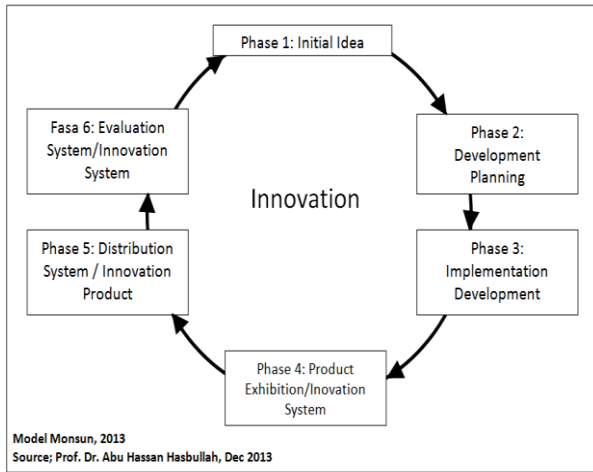 Phase 1: Initial Idea
Phase 2:
Development
Planning
Phase 3:
Implementation
Development
Phase 4: Product
Exhibition/Inovation
System
Phase 5: Distribution
System / Innovation
Product
Fasa 6: Evaluation
System/Innovation
System
Innovation
Model Monsun, 2013
Source; Prof. Dr. Abu Hassan Hasbullah, Dec 2013